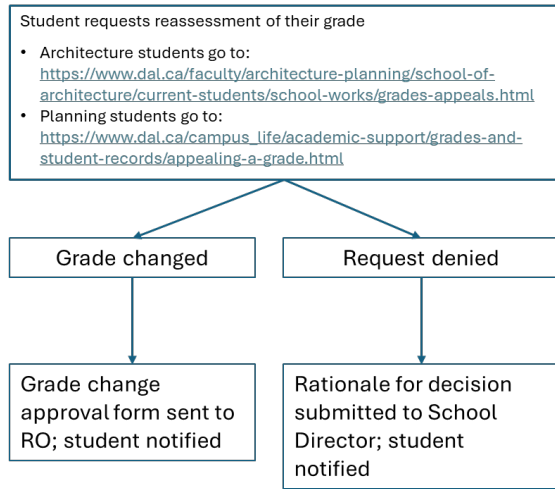 Student requests reassessment of their grade
• Architecture students go to:
https://www.dal.ca/faculty/architecture-planning/school-of-
architecture/current-students/school-works/grades-appeals.html
• Planning students go to:
https://www.dal.ca/campus_life/academic-support/grades-and-
student-records/appealing-a-grade.html
Grade changed
Request denied
Grade change
approval form sent to
RO; student notified
Rationale for decision
submitted to School
Director; student
notified